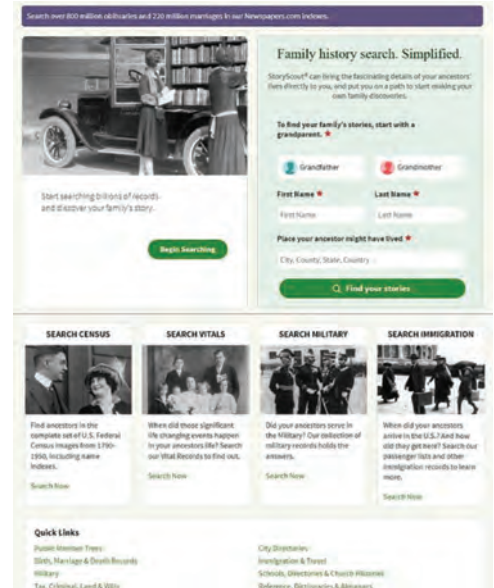 Search over 800 million obituaries and 220 million marriages in our Newspapers.com indexes.
Start searching billions of records
and discover your family's story.
Begin Searching
Family history search. Simplified.
StoryScout® can bring the fascinating details of your ancestors'
lives directly to you, and put you on a path to start making your
own family discoveries.
To find your family's stories, start with a
grandparent. *
Grandfather
Grandmother
First Name *
Last Name *
First Name
Last Name
Place your ancestor might have lived *
City, County, State, Country
Find your stories
SEARCH CENSUS
Find ancestors in the
complete set of U.S. Federal
Census images from 1790-
1950, including name
indexes.
Search Now
SEARCH VITALS
When did those significant
life changing events happen
in your ancestors life? Search
our Vital Records to find out.
Search Now
SEARCH MILITARY
Did your ancestors serve in
the Military? Our collection of
military records holds the
answers.
Search Now
SEARCH IMMIGRATION
When did your ancestors
arrive in the U.S.? And how
did they get here? Search our
passenger lists and other
immigration records to learn
more.
Search Now
Quick Links
Public Member Trees
Birth, Marriage & Death Records
Military
Tax, Criminal, Land & Wills
City Directories
Immigration & Travel
Schools, Directories & Church Histories
Reference, Dictionaries & Almanacs